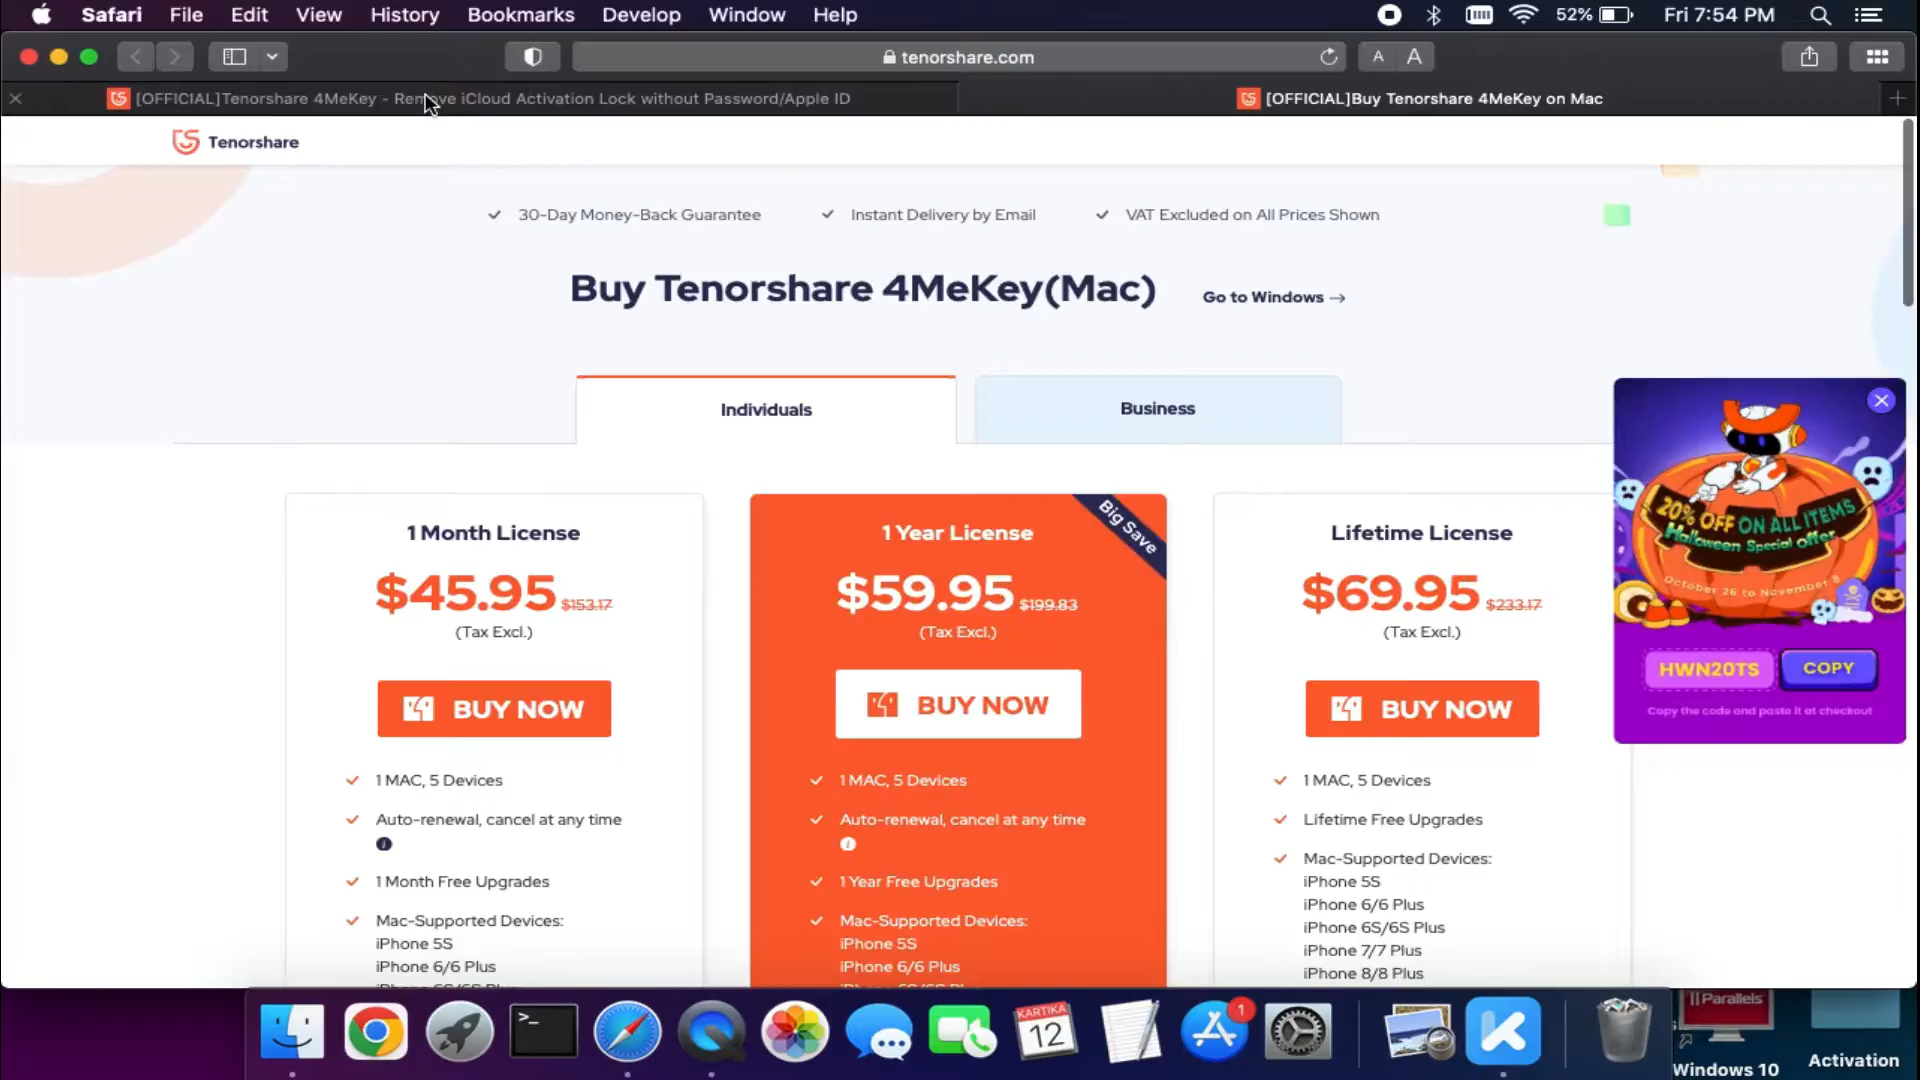 Safari File Edit View History Bookmarks Develop Window Help 52% Fri 7:54 PM
tenorshare.com A A
[OFFICIAL]Tenorshare 4MeKey - Remove iCloud Activation Lock without Password/Apple ID
[OFFICIAL]Buy Tenorshare 4MeKey on Mac
Tenorshare
30-Day Money-Back Guarantee Instant Delivery by Email VAT Excluded on All Prices Shown
Buy Tenorshare 4MeKey(Mac) Go to Windows →
Individuals
Business
1 Month License
$45.95 $153.17
(Tax Excl.)
BUY NOW
1 MAC, 5 Devices
Auto-renewal, cancel at any time
1 Month Free Upgrades
Mac-Supported Devices:
iPhone 5S
iPhone 6/6 Plus
Big Save
1 Year License
$59.95 $199.83
(Tax Excl.)
BUY NOW
1 MAC, 5 Devices
Auto-renewal, cancel at any time
1 Year Free Upgrades
Mac-Supported Devices:
iPhone 5S
iPhone 6/6 Plus
Lifetime License
$69.95 $233.17
(Tax Excl.)
BUY NOW
1 MAC, 5 Devices
Lifetime Free Upgrades
Mac-Supported Devices:
iPhone 5S
iPhone 6/6 Plus
iPhone 6S/6S Plus
iPhone 7/7 Plus
iPhone 8/8 Plus
20% OFF ON ALL ITEMS
Halloween Special offer
October 26 to November 8
HWN20TS COPY
Copy the code and paste it at checkout
KARTIKA
12
1
|| Parallels
Windows 10
Activation